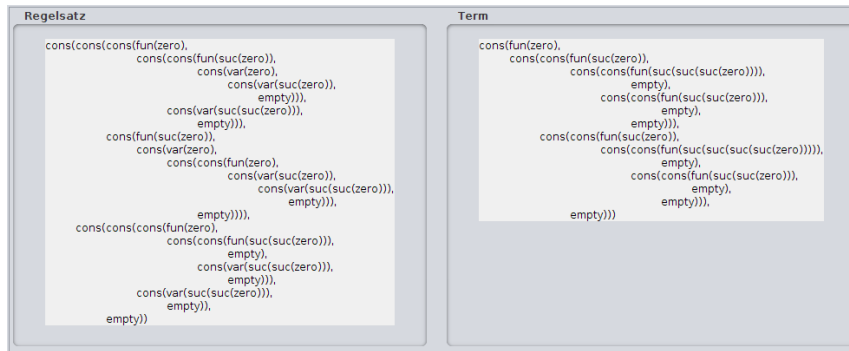 Regelsatz
cons(cons(cons(fun(zero),
cons(cons(fun(suc(zero)),
cons(var(zero),
cons(var(suc(zero)),
empty))),
cons(var(suc(suc(zero))),
empty))),
cons(fun(suc(zero)),
cons(var(zero),
cons(cons(fun(zero),
cons(var(suc(zero)),
cons(var(suc(suc(zero))),
empty))),
empty)))),
cons(cons(cons(fun(zero),
cons(cons(fun(suc(suc(zero))),
empty),
cons(var(suc(suc(zero))),
empty))),
cons(var(suc(suc(zero))),
empty)),
empty))
Term
cons(fun(zero),
cons(cons(fun(suc(zero)),
cons(cons(fun(suc(suc(suc(zero)))),
empty),
cons(cons(fun(suc(suc(zero))),
empty),
empty))),
cons(cons(fun(suc(zero)),
cons(cons(fun(suc(suc(suc(suc(zero))))),
empty),
cons(cons(fun(suc(suc(zero))),
empty),
empty))),
empty)))